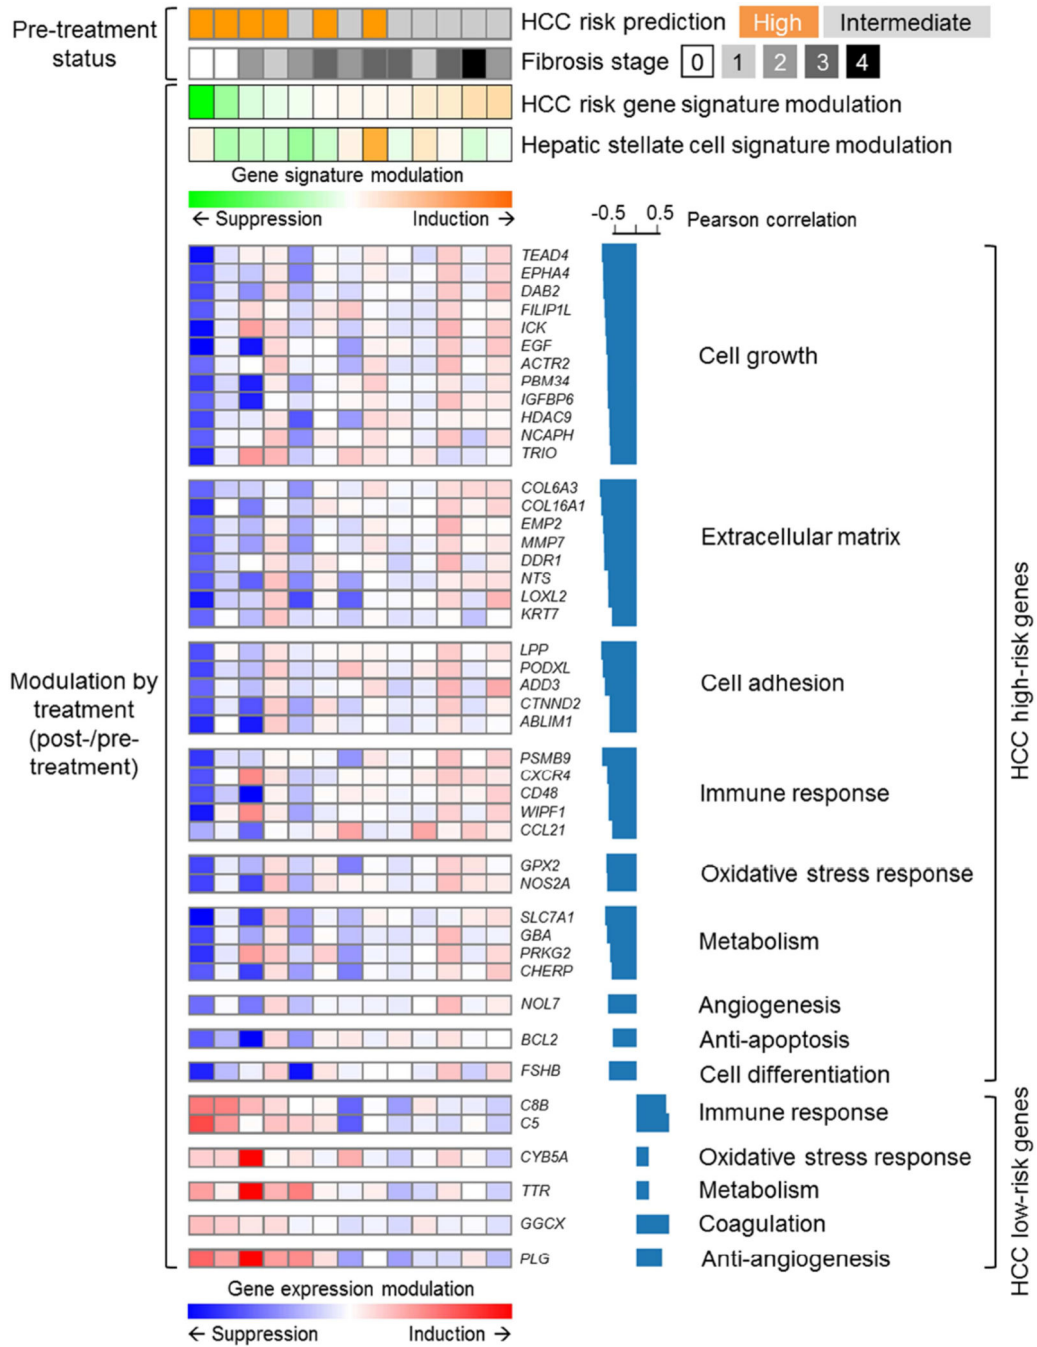 Pre-treatment
status
HCC risk prediction High Intermediate
Fibrosis stage 0 1 2 3 4
HCC risk gene signature modulation
Hepatic stellate cell signature modulation
Gene signature modulation
← Suppression Induction →
-0.5 0.5 Pearson correlation
TEAD4
EPHA4
DAB2
FILIP1L
ICK
EGF
ACTR2
PBM34
IGFBP6
HDAC9
NCAPH
TRIO
Cell growth
COL6A3
COL16A1
EMP2
MMP7
DDR1
NTS
LOXL2
KRT7
Extracellular matrix
LPP
PODXL
ADD3
CTNND2
ABLIM1
Cell adhesion
PSMB9
CXCR4
CD48
WIPF1
CCL21
Immune response
GPX2
NOS2A
Oxidative stress response
SLC7A1
GBA
PRKG2
CHERP
Metabolism
NOL7
Angiogenesis
BCL2
Anti-apoptosis
FSHB
Cell differentiation
HCC high-risk genes
C8B
C5
Immune response
CYB5A
Oxidative stress response
TTR
Metabolism
GGCX
Coagulation
PLG
Anti-angiogenesis
HCC low-risk genes
Modulation by
treatment
(post-/pre-
treatment)
Gene expression modulation
← Suppression Induction →